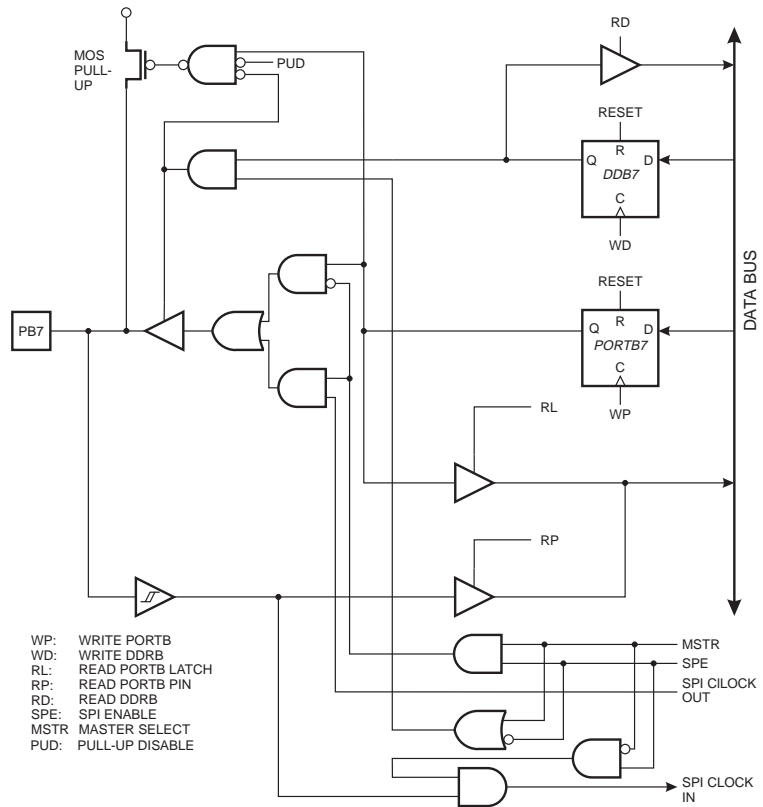 RD
MOS
PULL-
UP
PUD
RESET
R
Q
D
DDB7
C
WD
RESET
R
Q
D
PORTB7
C
WP
PB7
DATA BUS
RL
RP
WP: WRITE PORTB
WD: WRITE DDRB
RL: READ PORTB LATCH
RP: READ PORTB PIN
RD: READ DDRB
SPE: SPI ENABLE
MSTR MASTER SELECT
PUD: PULL-UP DISABLE
MSTR
SPE
SPI CILOCK
OUT
SPI CLOCK
IN